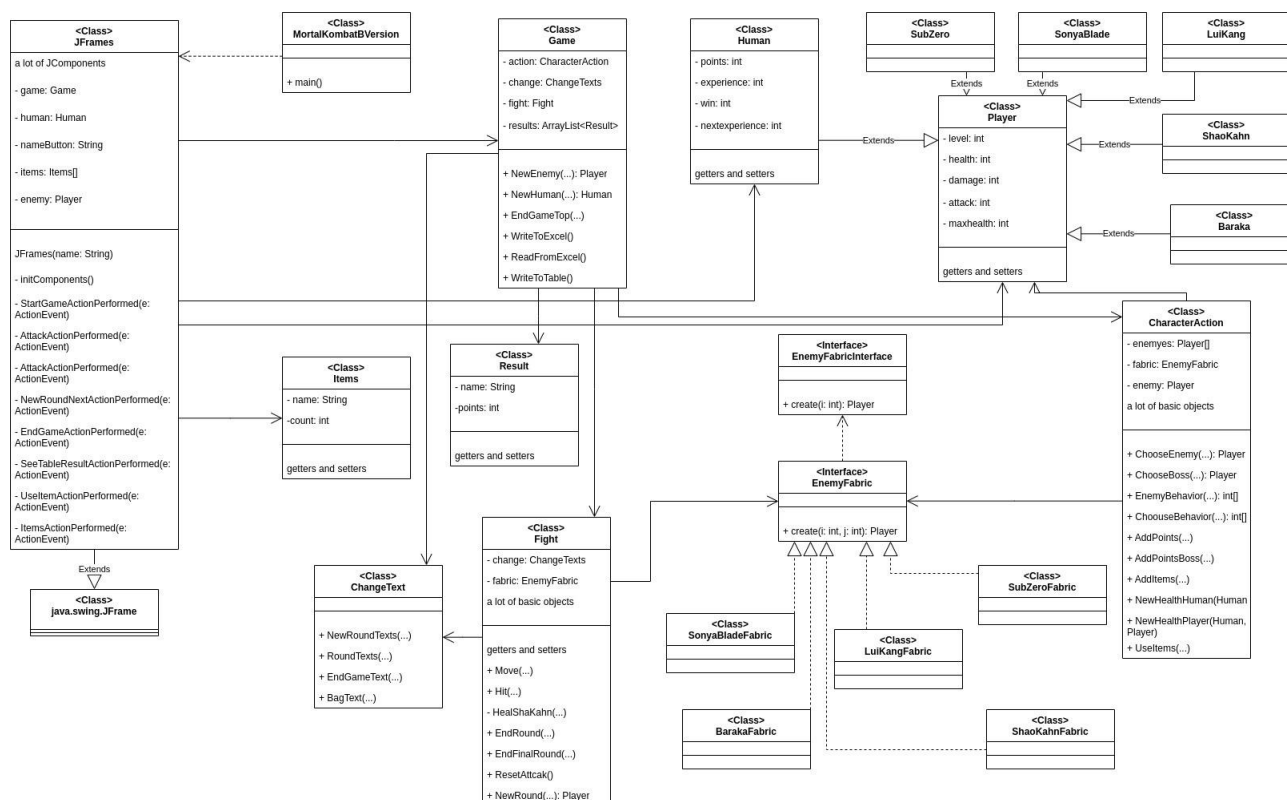 <Class>
JFrames
a lot of JComponents
- game: Game
- human: Human
- nameButton: String
- items: Items[]
- enemy: Player
JFrames(name: String)
- initComponents()
- StartGameActionPerformed(e:
ActionEvent)
- AttackActionPerformed(e:
ActionEvent)
- AttackActionPerformed(e:
ActionEvent)
- NewRoundNextActionPerformed(e:
ActionEvent)
- EndGameActionPerformed(e:
ActionEvent)
- SeeTableResultActionPerformed(e:
ActionEvent)
- UseItemActionPerformed(e:
ActionEvent)
- ItemsActionPerformed(e:
ActionEvent)
Extends
<Class>
java.swing.JFrame
<Class>
MortalKombatBVersion
+ main()
<Class>
Game
- action: CharacterAction
- change: ChangeTexts
- fight: Fight
- results: ArrayList<Result>
+ NewEnemy(...): Player
+ NewHuman(...): Human
+ EndGameTop(...)
+ WriteToExcel()
+ ReadFromExcel()
+ WriteToTable()
<Class>
Human
- points: int
- experience: int
- win: int
- nextexperience: int
getters and setters
Extends
<Class>
SubZero
Extends
<Class>
SonyaBlade
Extends
<Class>
LuiKang
Extends
<Class>
Player
- level: int
- health: int
- damage: int
- attack: int
- maxhealth: int
getters and setters
<Class>
ShaoKahn
Extends
<Class>
Baraka
Extends
<Class>
Items
- name: String
-count: int
getters and setters
<Class>
Result
- name: String
-points: int
getters and setters
<Interface>
EnemyFabricInterface
+ create(i: int): Player
<Interface>
EnemyFabric
+ create(i: int, j: int): Player
<Class>
CharacterAction
- enemyes: Player[]
- fabric: EnemyFabric
- enemy: Player
a lot of basic objects
+ ChooseEnemy(...): Player
+ ChooseBoss(...): Player
+ EnemyBehavior(...): int[]
+ ChouseBehavior(...): int[]
+ AddPoints(...)
+ AddPointsBoss(...)
+ AddItems(...)
+ NewHealthHuman(Human
+ NewHealthPlayer(Human,
Player)
+ UseItems(...)
<Class>
ChangeText
+ NewRoundTexts(...)
+ RoundTexts(...)
+ EndGameText(...)
+ BagText(...)
<Class>
Fight
- change: ChangeTexts
- fabric: EnemyFabric
a lot of basic objects
getters and setters
+ Move(...)
+ Hit(...)
- HealShaKahn(...)
+ EndRound(...)
+ EndFinalRound(...)
+ ResetAttcak()
+ NewRound(...): Player
<Class>
SonyaBladeFabric
<Class>
LuiKangFabric
<Class>
SubZeroFabric
<Class>
BarakaFabric
<Class>
ShaoKahnFabric